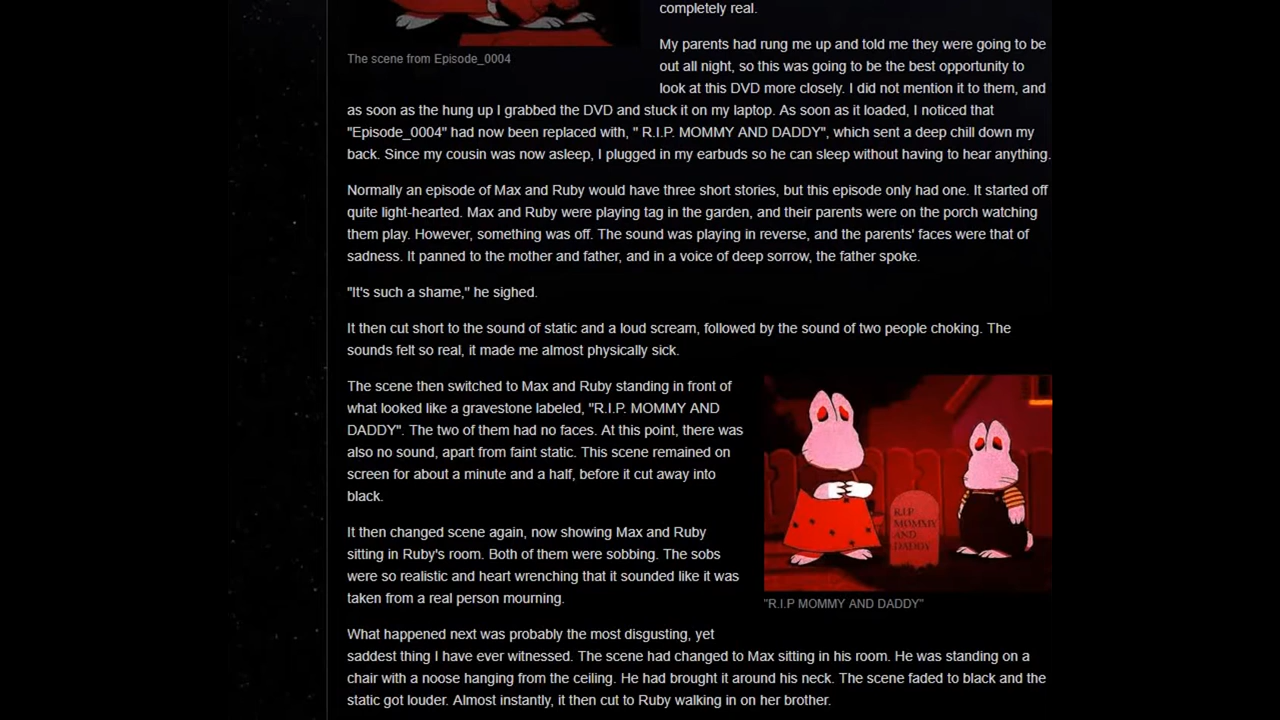 completely real.
The scene from Episode_0004
My parents had rung me up and told me they were going to be
out all night, so this was going to be the best opportunity to
look at this DVD more closely. I did not mention it to them, and
as soon as the hung up I grabbed the DVD and stuck it on my laptop. As soon as it loaded, I noticed that
"Episode_0004" had now been replaced with, " R.I.P. MOMMY AND DADDY", which sent a deep chill down my
back. Since my cousin was now asleep, I plugged in my earbuds so he can sleep without having to hear anything.
Normally an episode of Max and Ruby would have three short stories, but this episode only had one. It started off
quite light-hearted. Max and Ruby were playing tag in the garden, and their parents were on the porch watching
them play. However, something was off. The sound was playing in reverse, and the parents' faces were that of
sadness. It panned to the mother and father, and in a voice of deep sorrow, the father spoke.
"It's such a shame," he sighed.
It then cut short to the sound of static and a loud scream, followed by the sound of two people choking. The
sounds felt so real, it made me almost physically sick.
The scene then switched to Max and Ruby standing in front of
what looked like a gravestone labeled, "R.I.P. MOMMY AND
DADDY". The two of them had no faces. At this point, there was
also no sound, apart from faint static. This scene remained on
screen for about a minute and a half, before it cut away into
black.
R.I.P
MOMMY
AND
DADDY
"R.I.P MOMMY AND DADDY"
It then changed scene again, now showing Max and Ruby
sitting in Ruby's room. Both of them were sobbing. The sobs
were so realistic and heart wrenching that it sounded like it was
taken from a real person mourning.
What happened next was probably the most disgusting, yet
saddest thing I have ever witnessed. The scene had changed to Max sitting in his room. He was standing on a
chair with a noose hanging from the ceiling. He had brought it around his neck. The scene faded to black and the
static got louder. Almost instantly, it then cut to Ruby walking in on her brother.